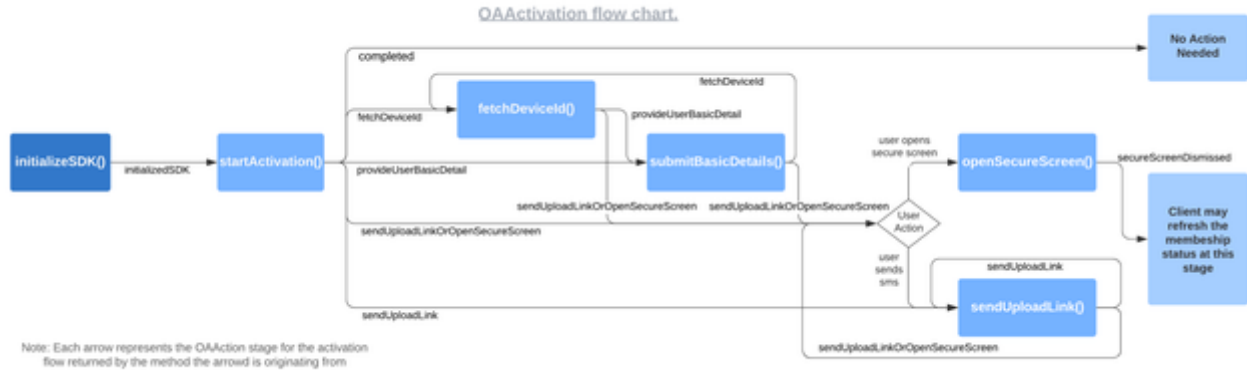 OAActivation flow chart.
No Action
Needed
completed
fetchDeviceId
fetchDeviceId()
fetchDeviceId
provideUserBasicDetail
initializeSDK()
initializedSDK
startActivation()
provideUserBasicDetail
submitBasicDetails()
user opens
secure screen
openSecureScreen()
secureScreenDismissed
sendUploadLinkOrOpenSecureScreen
sendUploadLinkOrOpenSecureScreen
sendUploadLinkOrOpenSecureScreen
User
Action
Client may
refresh the
membeship
status at this
stage
user
sends
sms
sendUploadLink
sendUploadLink()
sendUploadLink
sendUploadLinkOrOpenSecureScreen
Note: Each arrow represents the OAAction stage for the activation
flow returned by the method the arrowd is originating from